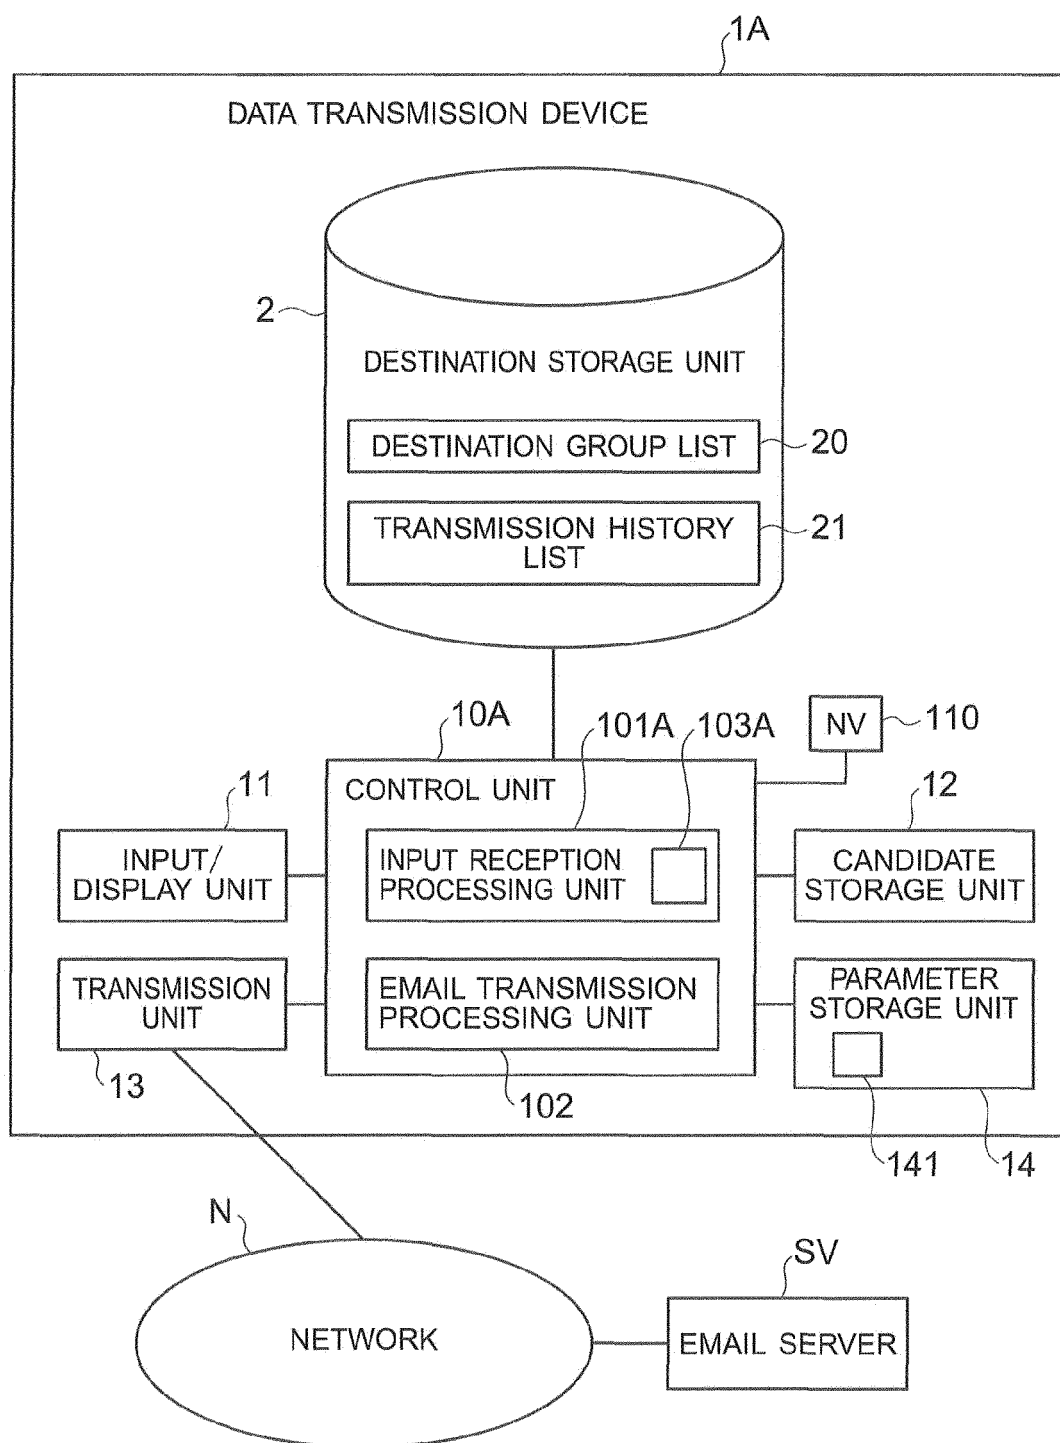 1A
DATA TRANSMISSION DEVICE
2
DESTINATION STORAGE UNIT
DESTINATION GROUP LIST
20
TRANSMISSION HISTORY
LIST
21
10A
101A
103A
NV
110
11
CONTROL UNIT
12
INPUT/
DISPLAY UNIT
INPUT RECEPTION
PROCESSING UNIT
CANDIDATE
STORAGE UNIT
TRANSMISSION
UNIT
EMAIL TRANSMISSION
PROCESSING UNIT
PARAMETER
STORAGE UNIT
13
102
141
14
N
SV
NETWORK
EMAIL SERVER